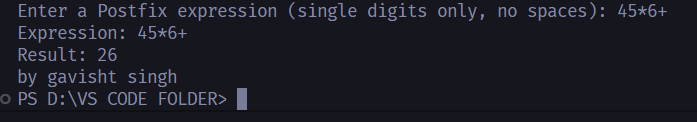 Enter a Postfix expression (single digits only, no spaces): 45*6+
Expression: 45*6+
Result: 26
by gavisht singh
PS D:\VS CODE FOLDER>